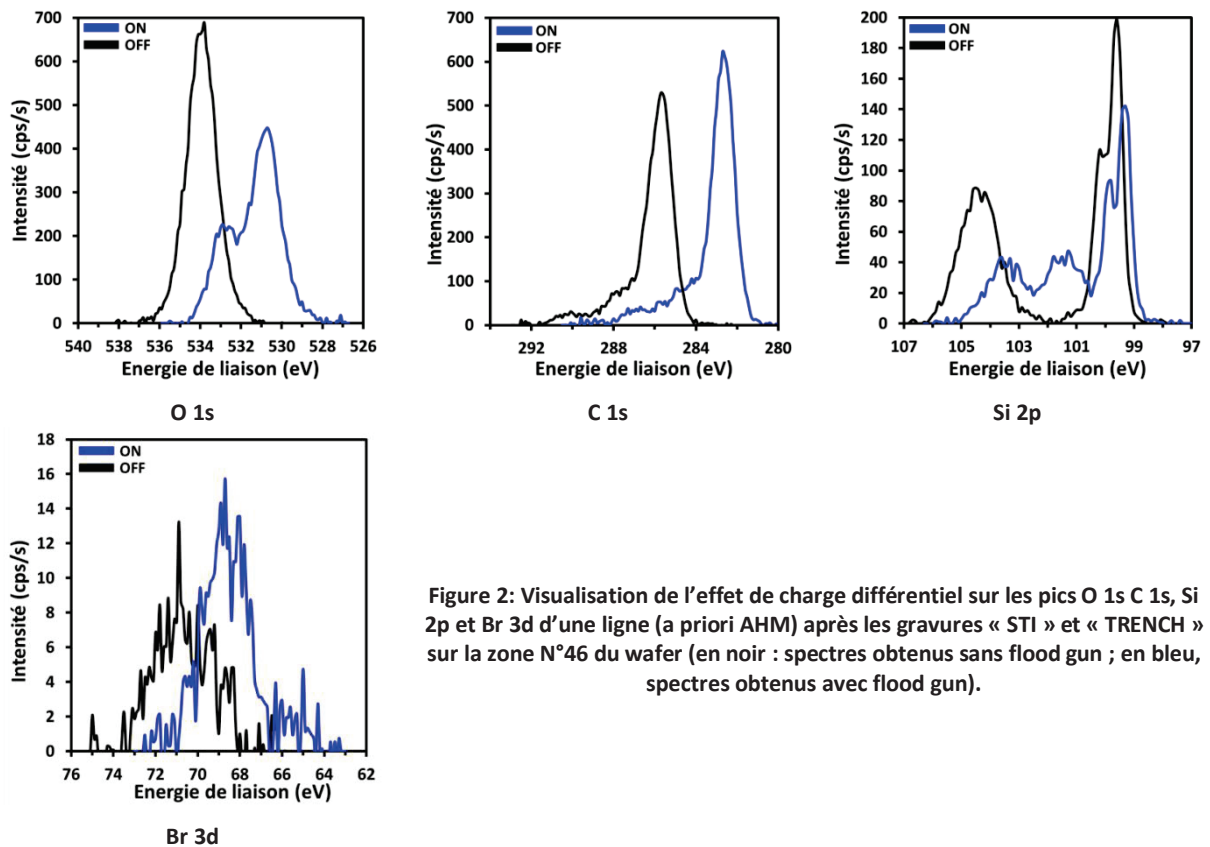 700
600
500
400
300
200
100
0
Intensité (cps/s)
ON
OFF
540 538 536 534 532 530 528 526
Energie de liaison (eV)
O 1s
700
600
500
400
300
200
100
0
Intensité (cps/s)
ON
OFF
292 288 284 280
Energie de liaison (eV)
C 1s
200
180
160
140
120
100
80
60
40
20
0
Intensité (cps/s)
ON
OFF
107 105 103 101 99 97
Energie de liaison (eV)
Si 2p
18
16
14
12
10
8
6
4
2
0
Intensité (cps/s)
ON
OFF
76 74 72 70 68 66 64 62
Energie de liaison (eV)
Br 3d
Figure 2: Visualisation de l’effet de charge différentiel sur les pics O 1s C 1s, Si
2p et Br 3d d’une ligne (a priori AHM) après les gravures « STI » et « TRENCH »
sur la zone N°46 du wafer (en noir : spectres obtenus sans flood gun ; en bleu,
spectres obtenus avec flood gun).